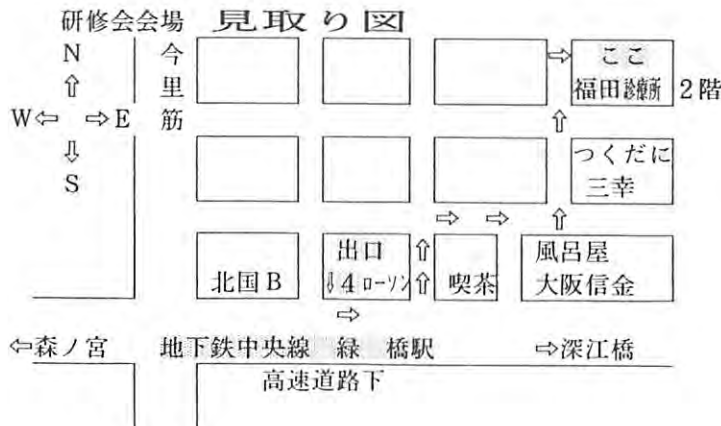 研修会会場 見取り図
N
W⇦ ⇨E
S
今里筋
ここ
福田診療所 2階
つくだに
三幸
出口
⇩4 ローソン
北国B
喫茶
風呂屋
大阪信金
⇦森ノ宮 地下鉄中央線 緑 橋駅 ⇨深江橋
高速道路下